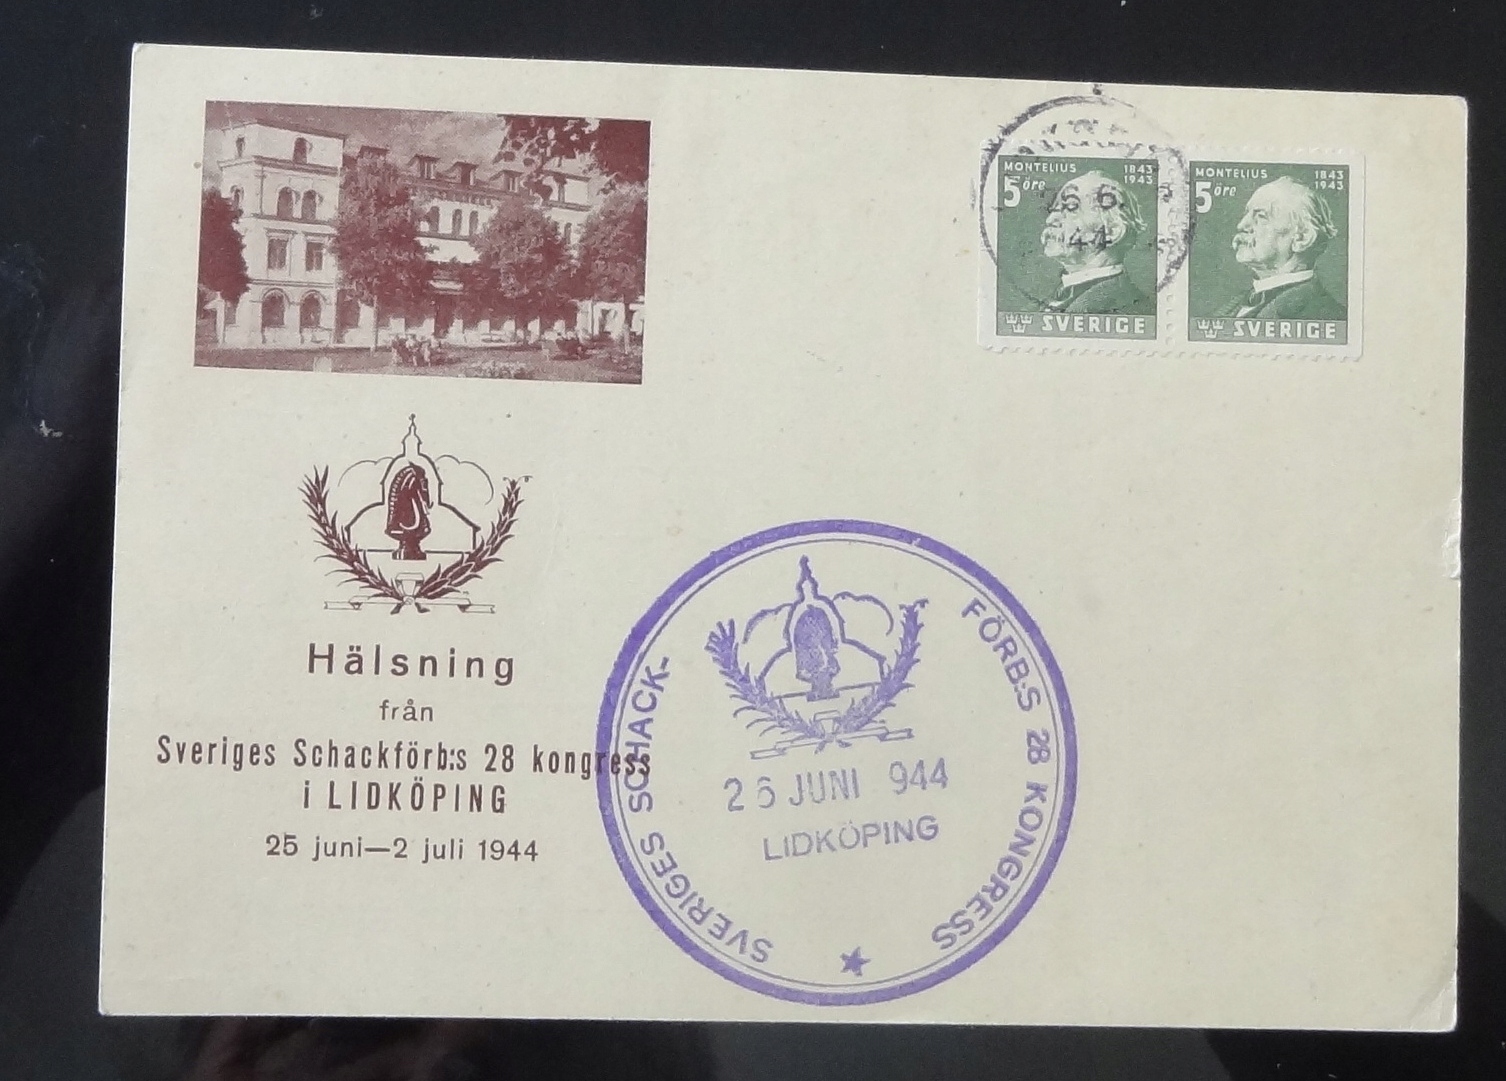 Hälsning
från
Sveriges Schackförb:s 28 kongress
i LIDKÖPING
25 juni—2 juli 1944
MONTELIUS 1843
1943
5 öre
SVERIGE
MONTELIUS 1843
1943
5 öre
SVERIGE
26 6.
44
SVERIGES SCHACK-
FÖRB:S 28 KONGRESS
26 JUNI 944
LIDKÖPING